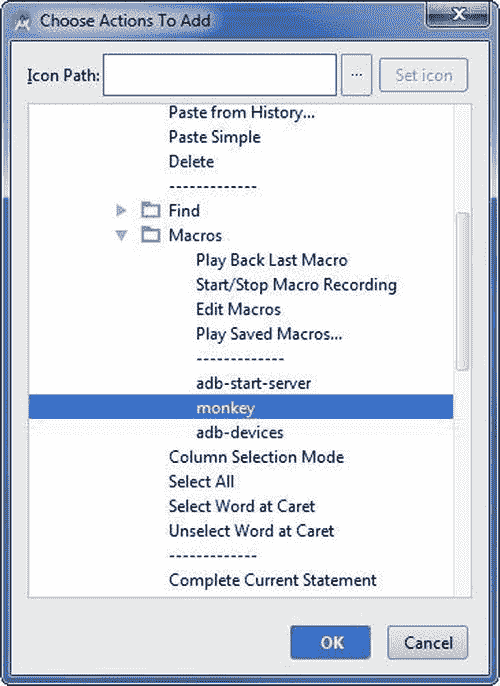 Choose Actions To Add
Icon Path: ... Set icon
Paste from History...
Paste Simple
Delete
-------------
Find
Macros
Play Back Last Macro
Start/Stop Macro Recording
Edit Macros
Play Saved Macros...
-------------
adb-start-server
monkey
adb-devices
Column Selection Mode
Select All
Select Word at Caret
Unselect Word at Caret
-------------
Complete Current Statement
OK Cancel